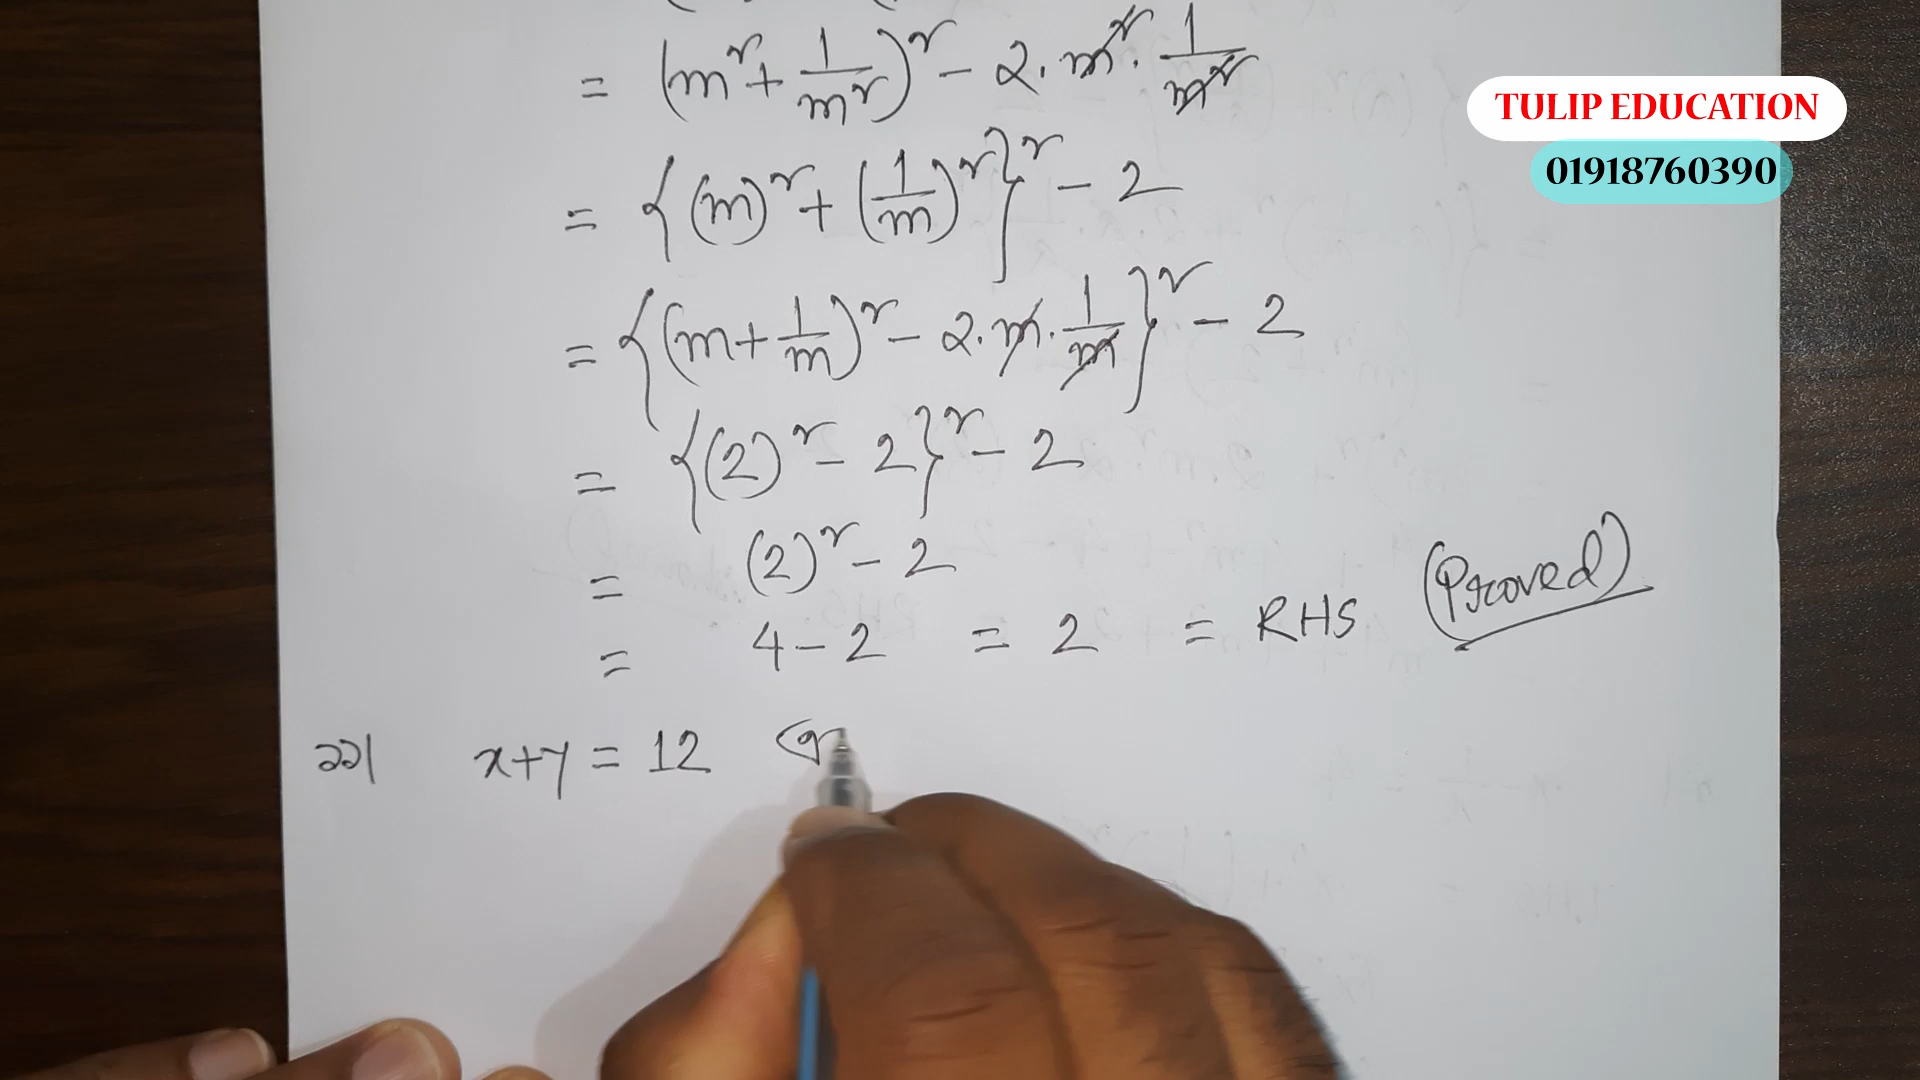 = (m² + 1/m²)² - 2. m². 1/m²
TULIP EDUCATION
01918760390
= {(m)² + (1/m)²}² - 2
= {(m + 1/m)² - 2. m. 1/m}² - 2
= {(2)² - 2}² - 2
= (2)² - 2
= 4 - 2 = 2 = RHS (Proved)
১১। x+y = 12